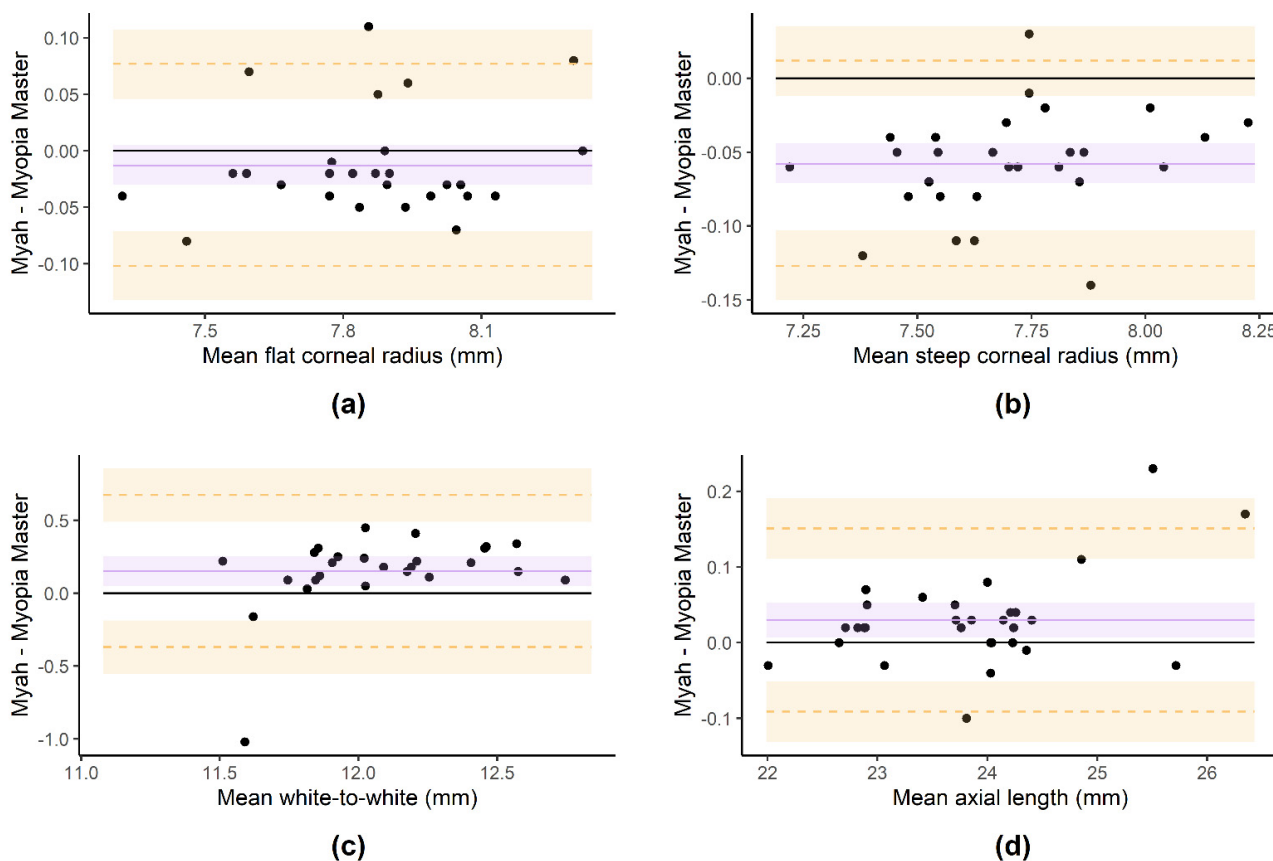 Myah - Myopia Master
0.10
0.05
0.00
-0.05
-0.10
7.5 7.8 8.1
Mean flat corneal radius (mm)
(a)
Myah - Myopia Master
0.00
-0.05
-0.10
-0.15
7.25 7.50 7.75 8.00 8.25
Mean steep corneal radius (mm)
(b)
Myah - Myopia Master
0.5
0.0
-0.5
-1.0
11.0 11.5 12.0 12.5
Mean white-to-white (mm)
(c)
Myah - Myopia Master
0.2
0.1
0.0
-0.1
22 23 24 25 26
Mean axial length (mm)
(d)